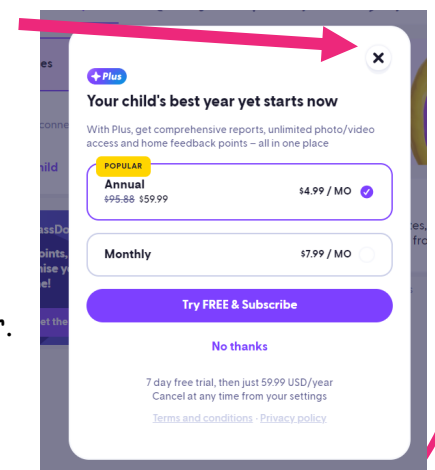 Plus
Your child's best year yet starts now
With Plus, get comprehensive reports, unlimited photo/video
access and home feedback points – all in one place
POPULAR
Annual
$95.88 $59.99
$4.99 / MO
Monthly
$7.99 / MO
Try FREE & Subscribe
No thanks
7 day free trial, then just 59.99 USD/year
Cancel at any time from your settings
Terms and conditions - Privacy policy